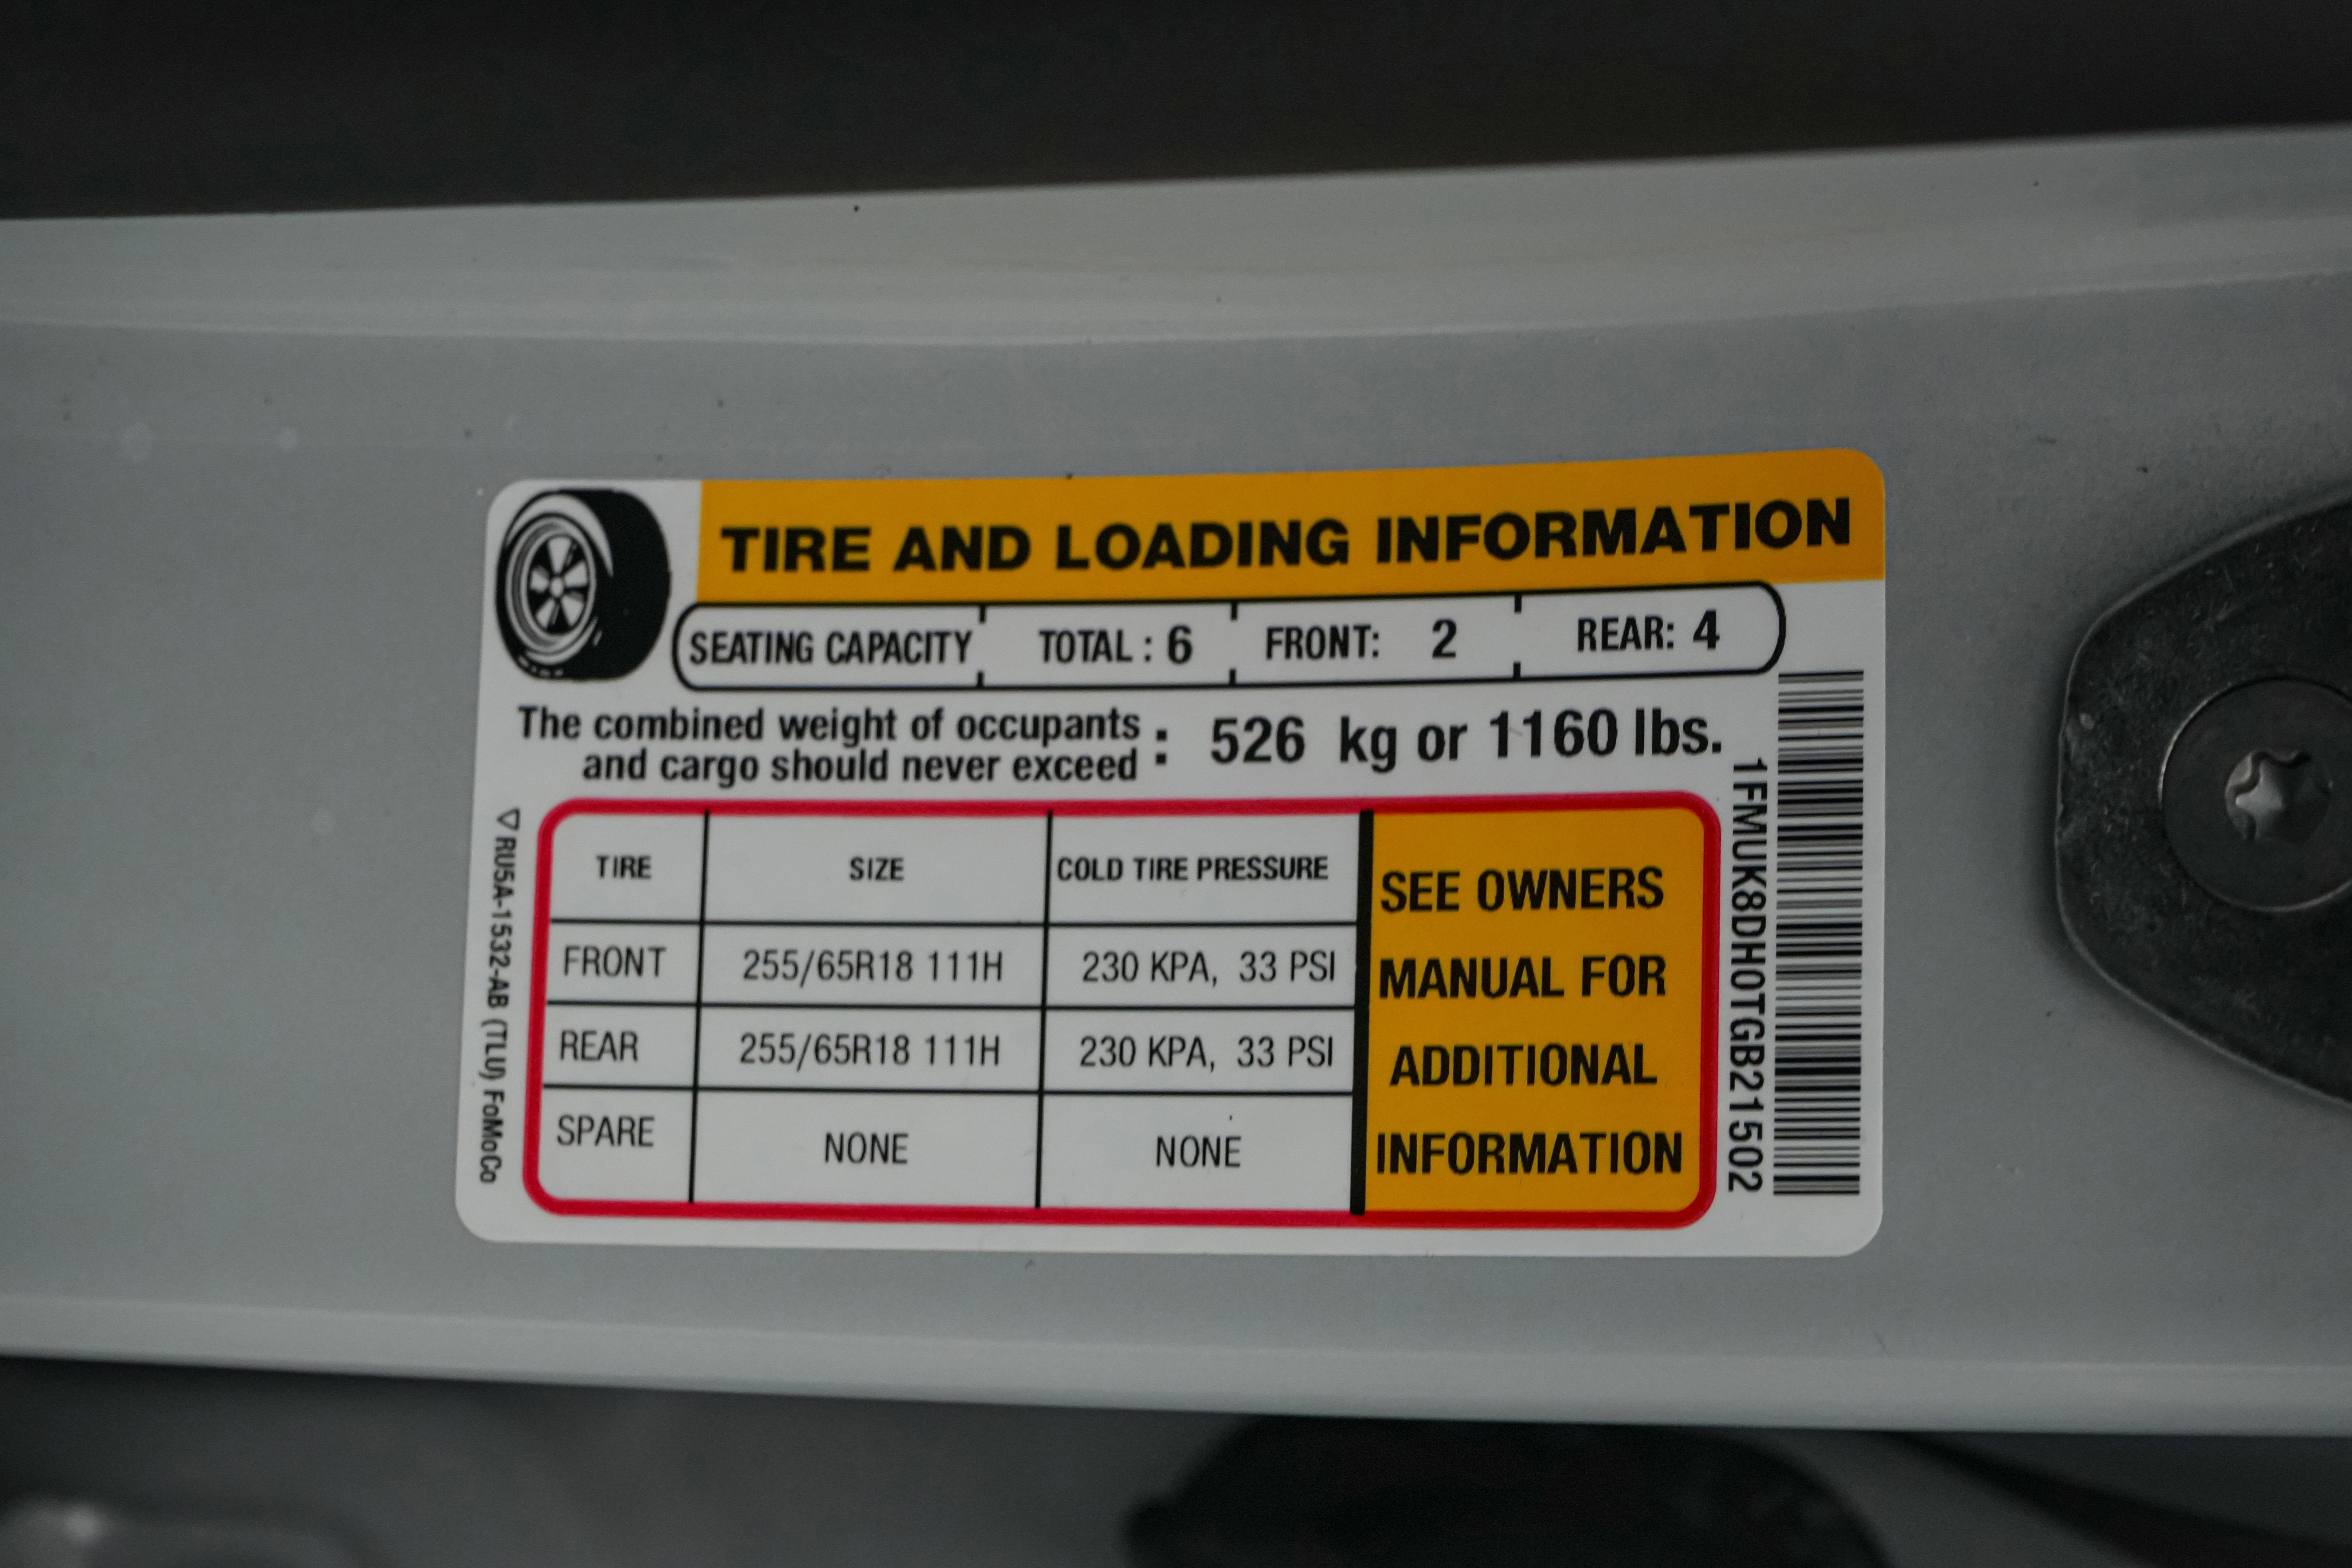 TIRE AND LOADING INFORMATION
SEATING CAPACITY TOTAL : 6 FRONT: 2 REAR: 4
The combined weight of occupants
and cargo should never exceed : 526 kg or 1160 lbs.
TIRE SIZE COLD TIRE PRESSURE
FRONT 255/65R18 111H 230 KPA, 33 PSI
REAR 255/65R18 111H 230 KPA, 33 PSI
SPARE NONE NONE
SEE OWNERS
MANUAL FOR
ADDITIONAL
INFORMATION
RU5A-1532-AB (TLU) FoMoCo
1FMUK8DH0TGB21502